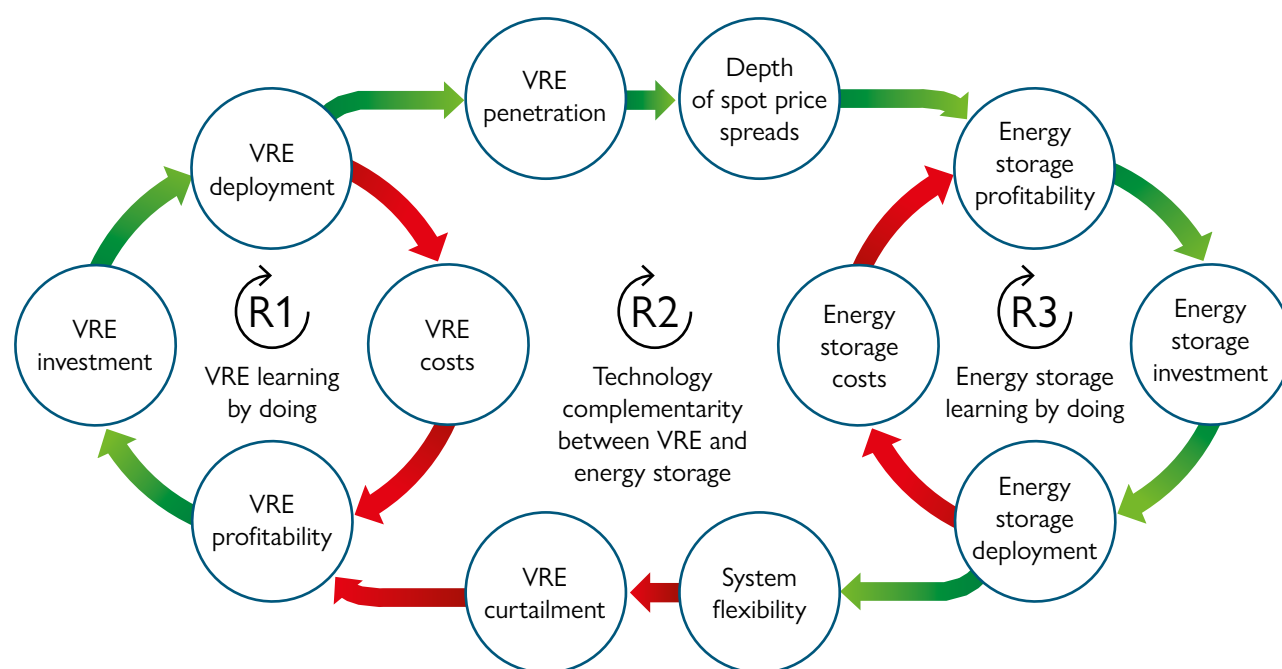 VRE
penetration
Depth
of spot price
spreads
VRE
deployment
Energy
storage
profitability
VRE
investment
R1
VRE learning
by doing
VRE
costs
R2
Technology
complementarity
between VRE and
energy storage
Energy
storage
costs
R3
Energy storage
learning by doing
Energy
storage
investment
VRE
profitability
Energy
storage
deployment
VRE
curtailment
System
flexibility